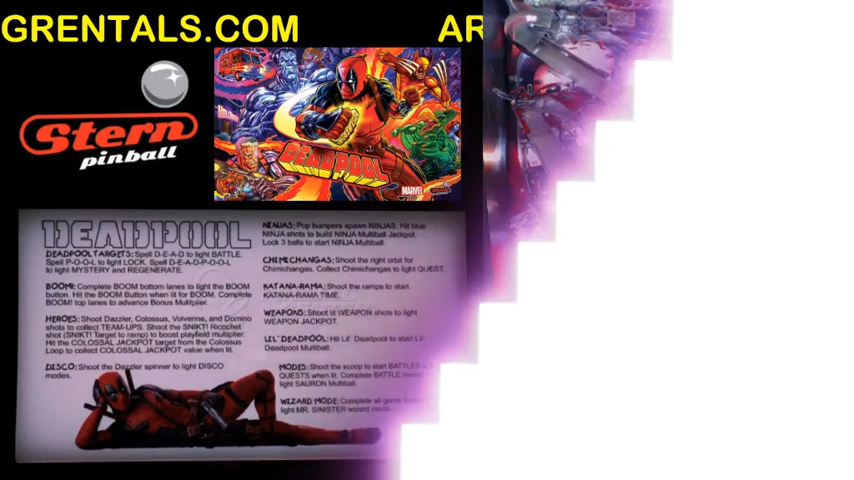 GRENTALS.COM
AR
Stern
pinball
DEADPOOL
MARVEL
DEADPOOL
DEADPOOL TARGETS: Spell D-E-A-D to light BATTLE.
Spell P-O-O-L to light LOCK. Spell D-E-A-D-P-O-O-L
to light MYSTERY and REGENERATE.
BOOM!: Complete BOOM bottom lanes to light the BOOM
button. Hit the BOOM Button when lit for BOOM. Complete
BOOM! top lanes to advance Bonus Multiplier.
HEROES: Shoot Dazzler, Colossus, Wolverine, and Domino
shots to collect TEAM-UPS. Shoot the SNIKT! Ricochet
shot (SNIKT! Target to ramp) to boost playfield multiplier.
Hit the COLOSSAL JACKPOT target from the Colossus
Loop to collect COLOSSAL JACKPOT value when lit.
DISCO: Shoot the Dazzler spinner to light DISCO
modes.
NINJAS: Pop bumpers spawn NINJAS. Hit blue
NINJA shots to build NINJA Multiball Jackpot.
Lock 3 balls to start NINJA Multiball.
CHIMICHANGAS: Shoot the right orbit for
Chimichangas. Collect Chimichangas to light QUEST.
KATANA-RAMA: Shoot the ramps to start
KATANA-RAMA TIME.
WEAPONS: Shoot lit WEAPON shots to light
WEAPON JACKPOT.
LIL' DEADPOOL: Hit Lil' Deadpool to start Lil'
Deadpool Multiball.
MODES: Shoot the scoop to start BATTLES
QUESTS when lit. Complete BATTLE modes
light SAURON Multiball.
WIZARD MODE: Complete all game
light MR. SINISTER wizard mode.